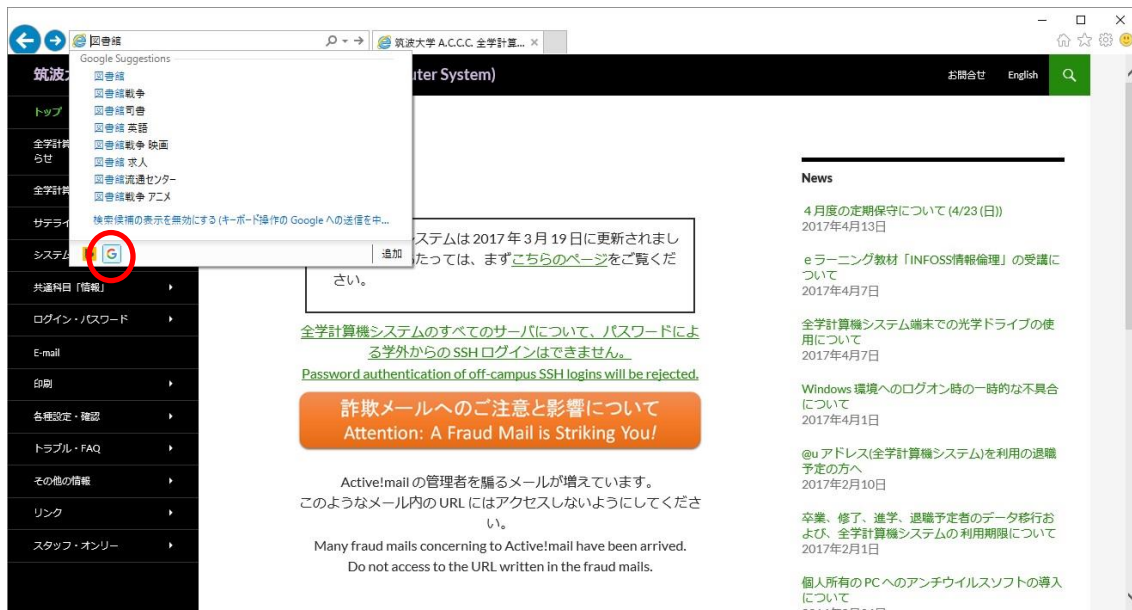 図書館
筑波大学 A.C.C.C. 全学計算...
Google Suggestions
図書館
図書館戦争
図書館司書
図書館 英語
図書館戦争 映画
図書館 求人
図書館流通センター
図書館戦争 アニメ
検索候補の表示を無効にする (キーボード操作の Google への送信を中...
追加
筑波
uter System)
お問合せ
English
トップ
全学計算
らせ
全学計算
サテライ
システム
共通科目「情報」
ログイン・パスワード
E-mail
印刷
各種設定・確認
トラブル・FAQ
その他の情報
リンク
スタッフ・オンリー
ステムは 2017 年 3 月 19 日に更新されまし
たっては、まずこちらのページをご覧くだ
さい。
全学計算機システムのすべてのサーバについて、パスワードによ
る学外からの SSH ログインはできません。
Password authentication of off-campus SSH logins will be rejected.
詐欺メールへのご注意と影響について
Attention: A Fraud Mail is Striking You!
Active!mail の管理者を騙るメールが増えています。
このようなメール内の URL にはアクセスしないようにしてくださ
い。
Many fraud mails concerning to Active!mail have been arrived.
Do not access to the URL written in the fraud mails.
News
4月度の定期保守について (4/23 (日))
2017年4月13日
e ラーニング教材「INFOSS情報倫理」の受講に
ついて
2017年4月7日
全学計算機システム端末での光学ドライブの使
用について
2017年4月7日
Windows 環境へのログオン時の一時的な不具合
について
2017年4月1日
@u アドレス(全学計算機システム)を利用の退職
予定の方へ
2017年2月10日
卒業、修了、進学、退職予定者のデータ移行お
よび、全学計算機システムの 利用期限について
2017年2月1日
個人所有の PC へのアンチウイルスソフトの導入
について